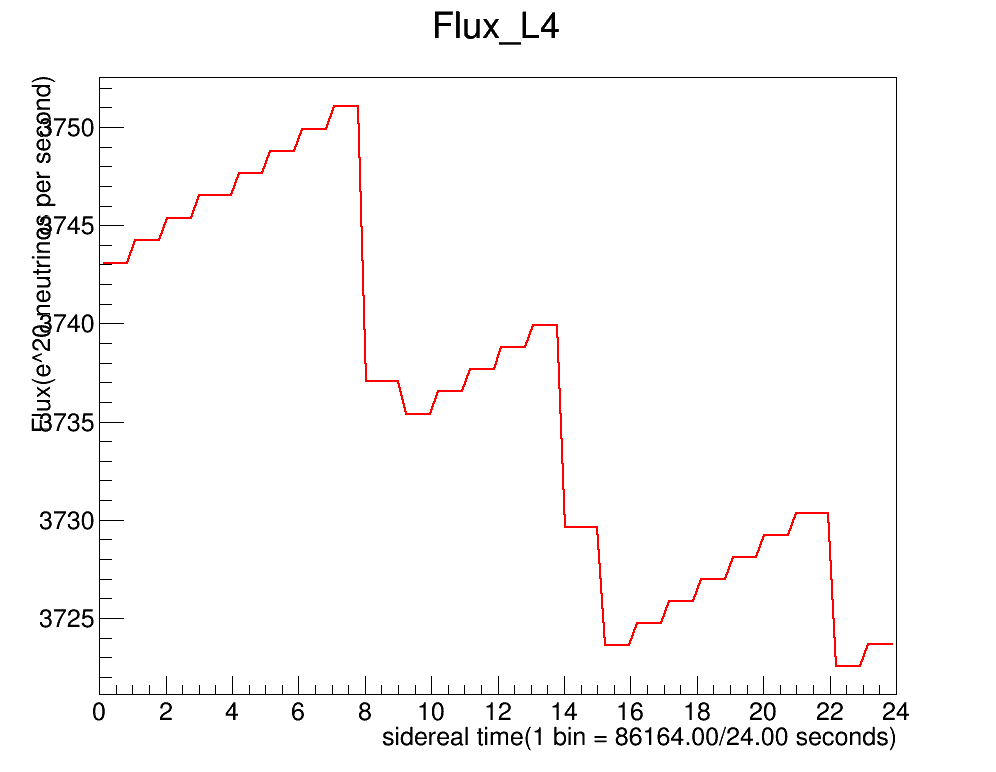 Flux_L4
Flux(e^20 neutrinos per second)
3750
3745
3740
3735
3730
3725
0 2 4 6 8 10 12 14 16 18 20 22 24
sidereal time(1 bin = 86164.00/24.00 seconds)